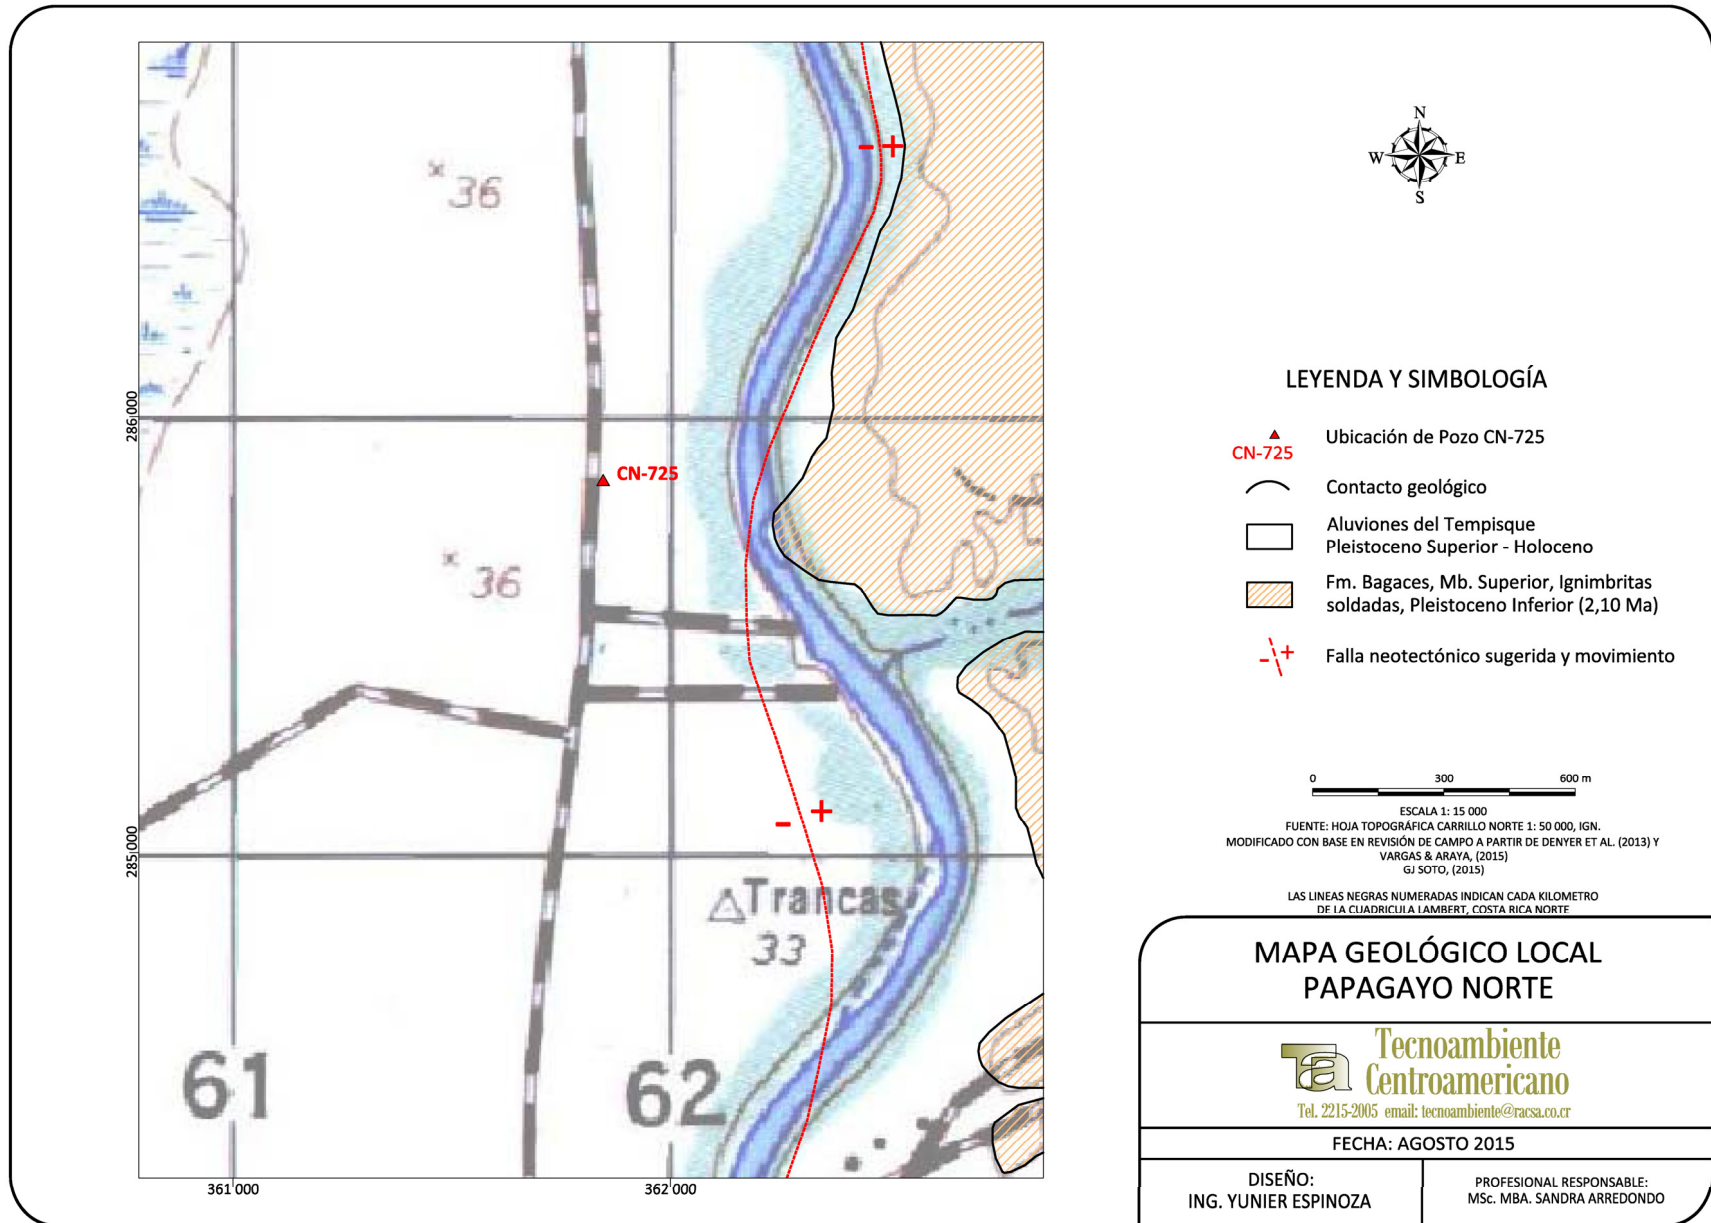 36
286 000
CN-725
36
285 000
Trancas
33
61
62
361 000
362 000
N
W
E
S
LEYENDA Y SIMBOLOGÍA
CN-725
Ubicación de Pozo CN-725
Contacto geológico
Aluviones del Tempisque
Pleistoceno Superior - Holoceno
Fm. Bagaces, Mb. Superior, Ignimbritas
soldadas, Pleistoceno Inferior (2,10 Ma)
Falla neotectónico sugerida y movimiento
0 300 600 m
ESCALA 1: 15 000
FUENTE: HOJA TOPOGRÁFICA CARRILLO NORTE 1: 50 000, IGN.
MODIFICADO CON BASE EN REVISIÓN DE CAMPO A PARTIR DE DENYER ET AL. (2013) Y
VARGAS & ARAYA, (2015)
GJ SOTO, (2015)
LAS LINEAS NEGRAS NUMERADAS INDICAN CADA KILOMETRO
DE LA CUADRICULA LAMBERT, COSTA RICA NORTE
MAPA GEOLÓGICO LOCAL
PAPAGAYO NORTE
Ta
Tecnoambiente
Centroamericano
Tel. 2215-2005 email: tecnoambiente@racsa.co.cr
FECHA: AGOSTO 2015
DISEÑO:
ING. YUNIER ESPINOZA
PROFESIONAL RESPONSABLE:
MSc. MBA. SANDRA ARREDONDO